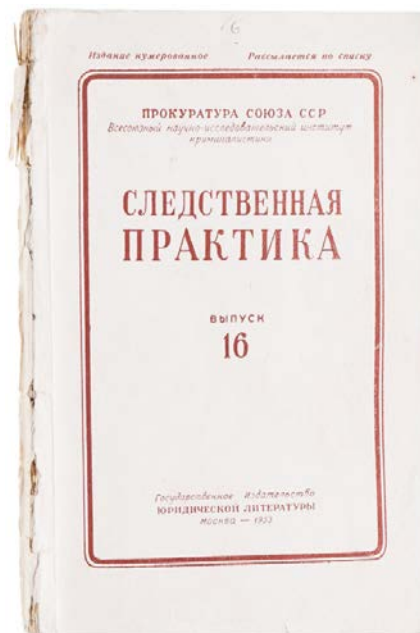 6
Издание нумерованное Рассылается по списку
ПРОКУРАТУРА СОЮЗА ССР
Всесоюзный научно-исследовательский институт
криминалистики
СЛЕДСТВЕННАЯ
ПРАКТИКА
ВЫПУСК
16
Государственное Издательство
ЮРИДИЧЕСКОЙ ЛИТЕРАТУРЫ
Москва —